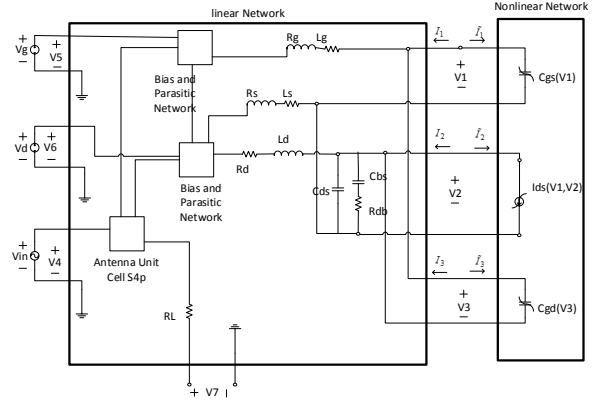 linear Network
Nonlinear Network
Vg
+
−
+
V5
−
Bias and
Parasitic
Network
Rg
Lg
I₁
Ĩ₁
+
V1
−
Cgs(V1)
Rs
Ls
Vd
+
−
+
V6
−
Bias and
Parasitic
Network
Rd
Ld
Cds
Cbs
Rdb
I₂
Ĩ₂
+
V2
−
Ids(V1,V2)
Vin
+
−
+
V4
−
Antenna Unit
Cell S4p
RL
I₃
Ĩ₃
+
V3
−
Cgd(V3)
+ V7 −